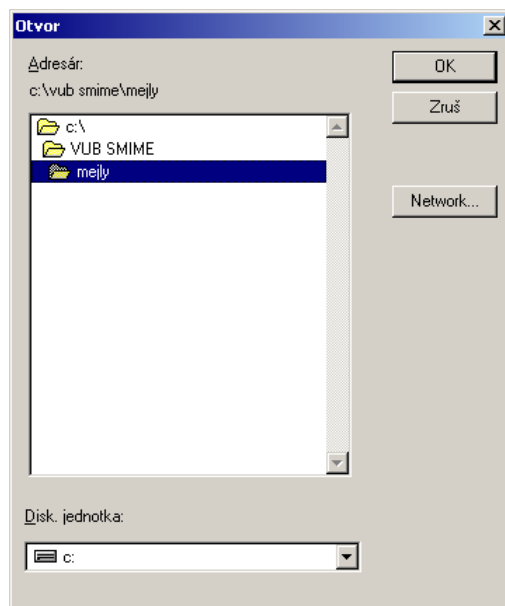 Otvor
Adresár:
c:\vub smime\mejly
c:\
VUB SMIME
mejly
OK
Zruš
Network...
Disk. jednotka:
c: